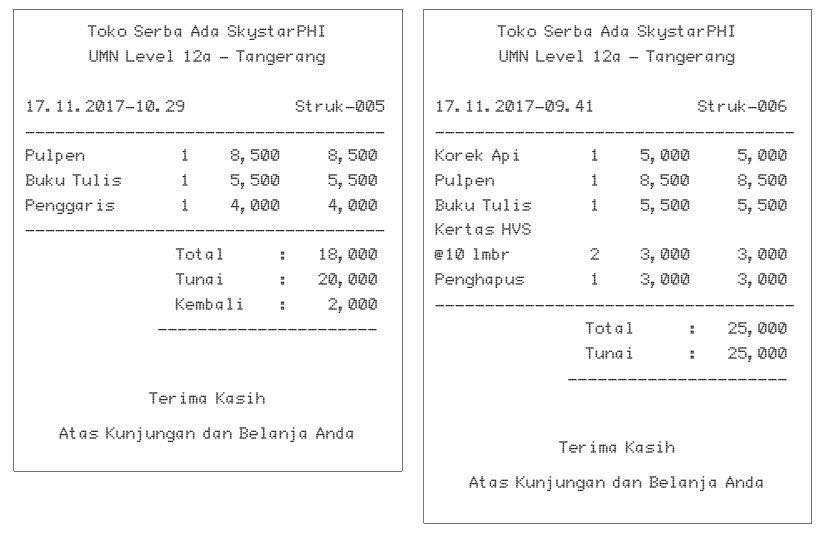 Toko Serba Ada SkystarPHI
UMN Level 12a - Tangerang
17.11.2017-10.29 Struk-005
Pulpen 1 8,500 8,500
Buku Tulis 1 5,500 5,500
Penggaris 1 4,000 4,000
Total : 18,000
Tunai : 20,000
Kembali : 2,000
Terima Kasih
Atas Kunjungan dan Belanja Anda
Toko Serba Ada SkystarPHI
UMN Level 12a - Tangerang
17.11.2017-09.41 Struk-006
Korek Api 1 5,000 5,000
Pulpen 1 8,500 8,500
Buku Tulis 1 5,500 5,500
Kertas HVS
@10 lmbr 2 3,000 3,000
Penghapus 1 3,000 3,000
Total : 25,000
Tunai : 25,000
Terima Kasih
Atas Kunjungan dan Belanja Anda